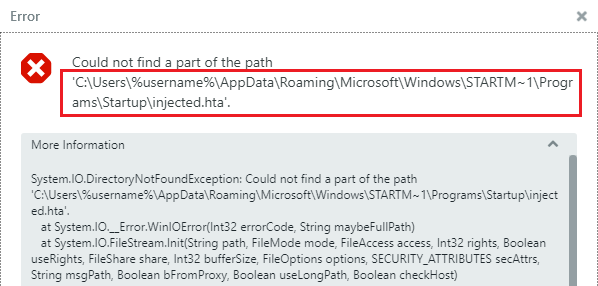 Error
Could not find a part of the path
'C:\Users\%username%\AppData\Roaming\Microsoft\Windows\STARTM~1\Progr
ams\Startup\injected.hta'.
More Information
System.IO.DirectoryNotFoundException: Could not find a part of the path
'C:\Users\%username%\AppData\Roaming\Microsoft\Windows\STARTM~1\Programs\Startup\inject
ed.hta'.
at System.IO.__Error.WinIOError(Int32 errorCode, String maybeFullPath)
at System.IO.FileStream.Init(String path, FileMode mode, FileAccess access, Int32 rights, Boolean
useRights, FileShare share, Int32 bufferSize, FileOptions options, SECURITY_ATTRIBUTES secAttrs,
String msgPath, Boolean bFromProxy, Boolean useLongPath, Boolean checkHost)